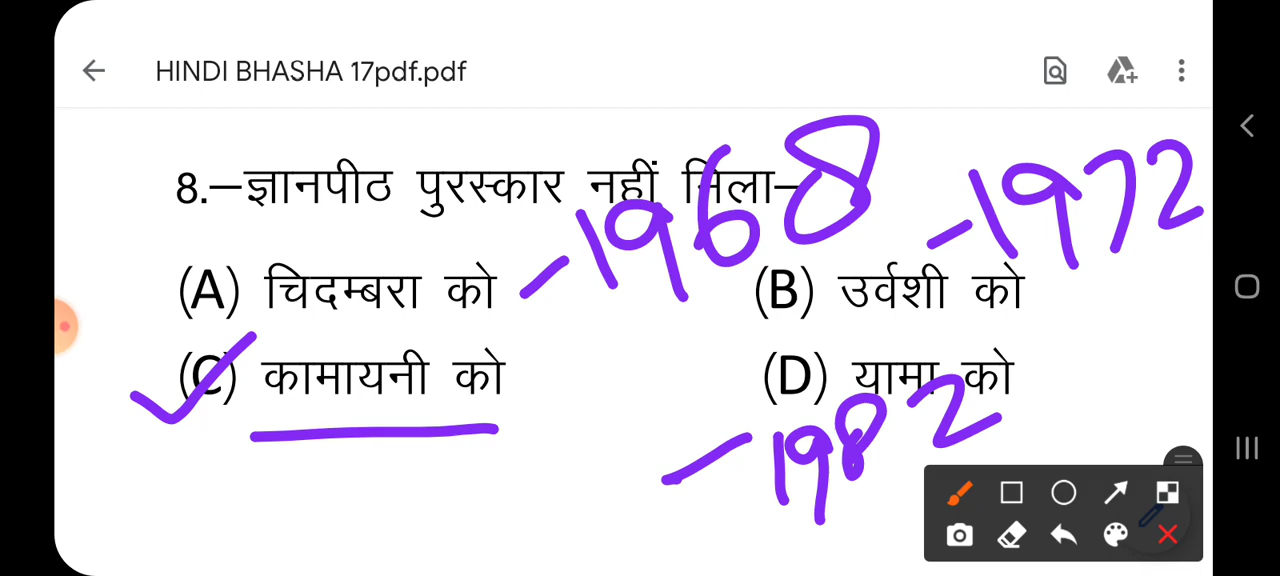 HINDI BHASHA 17pdf.pdf
8.–ज्ञानपीठ पुरस्कार नहीं मिला–
-1968
-1972
(A) चिदम्बरा को (B) उर्वशी को
(C) कामायनी को (D) यामा को
-1982